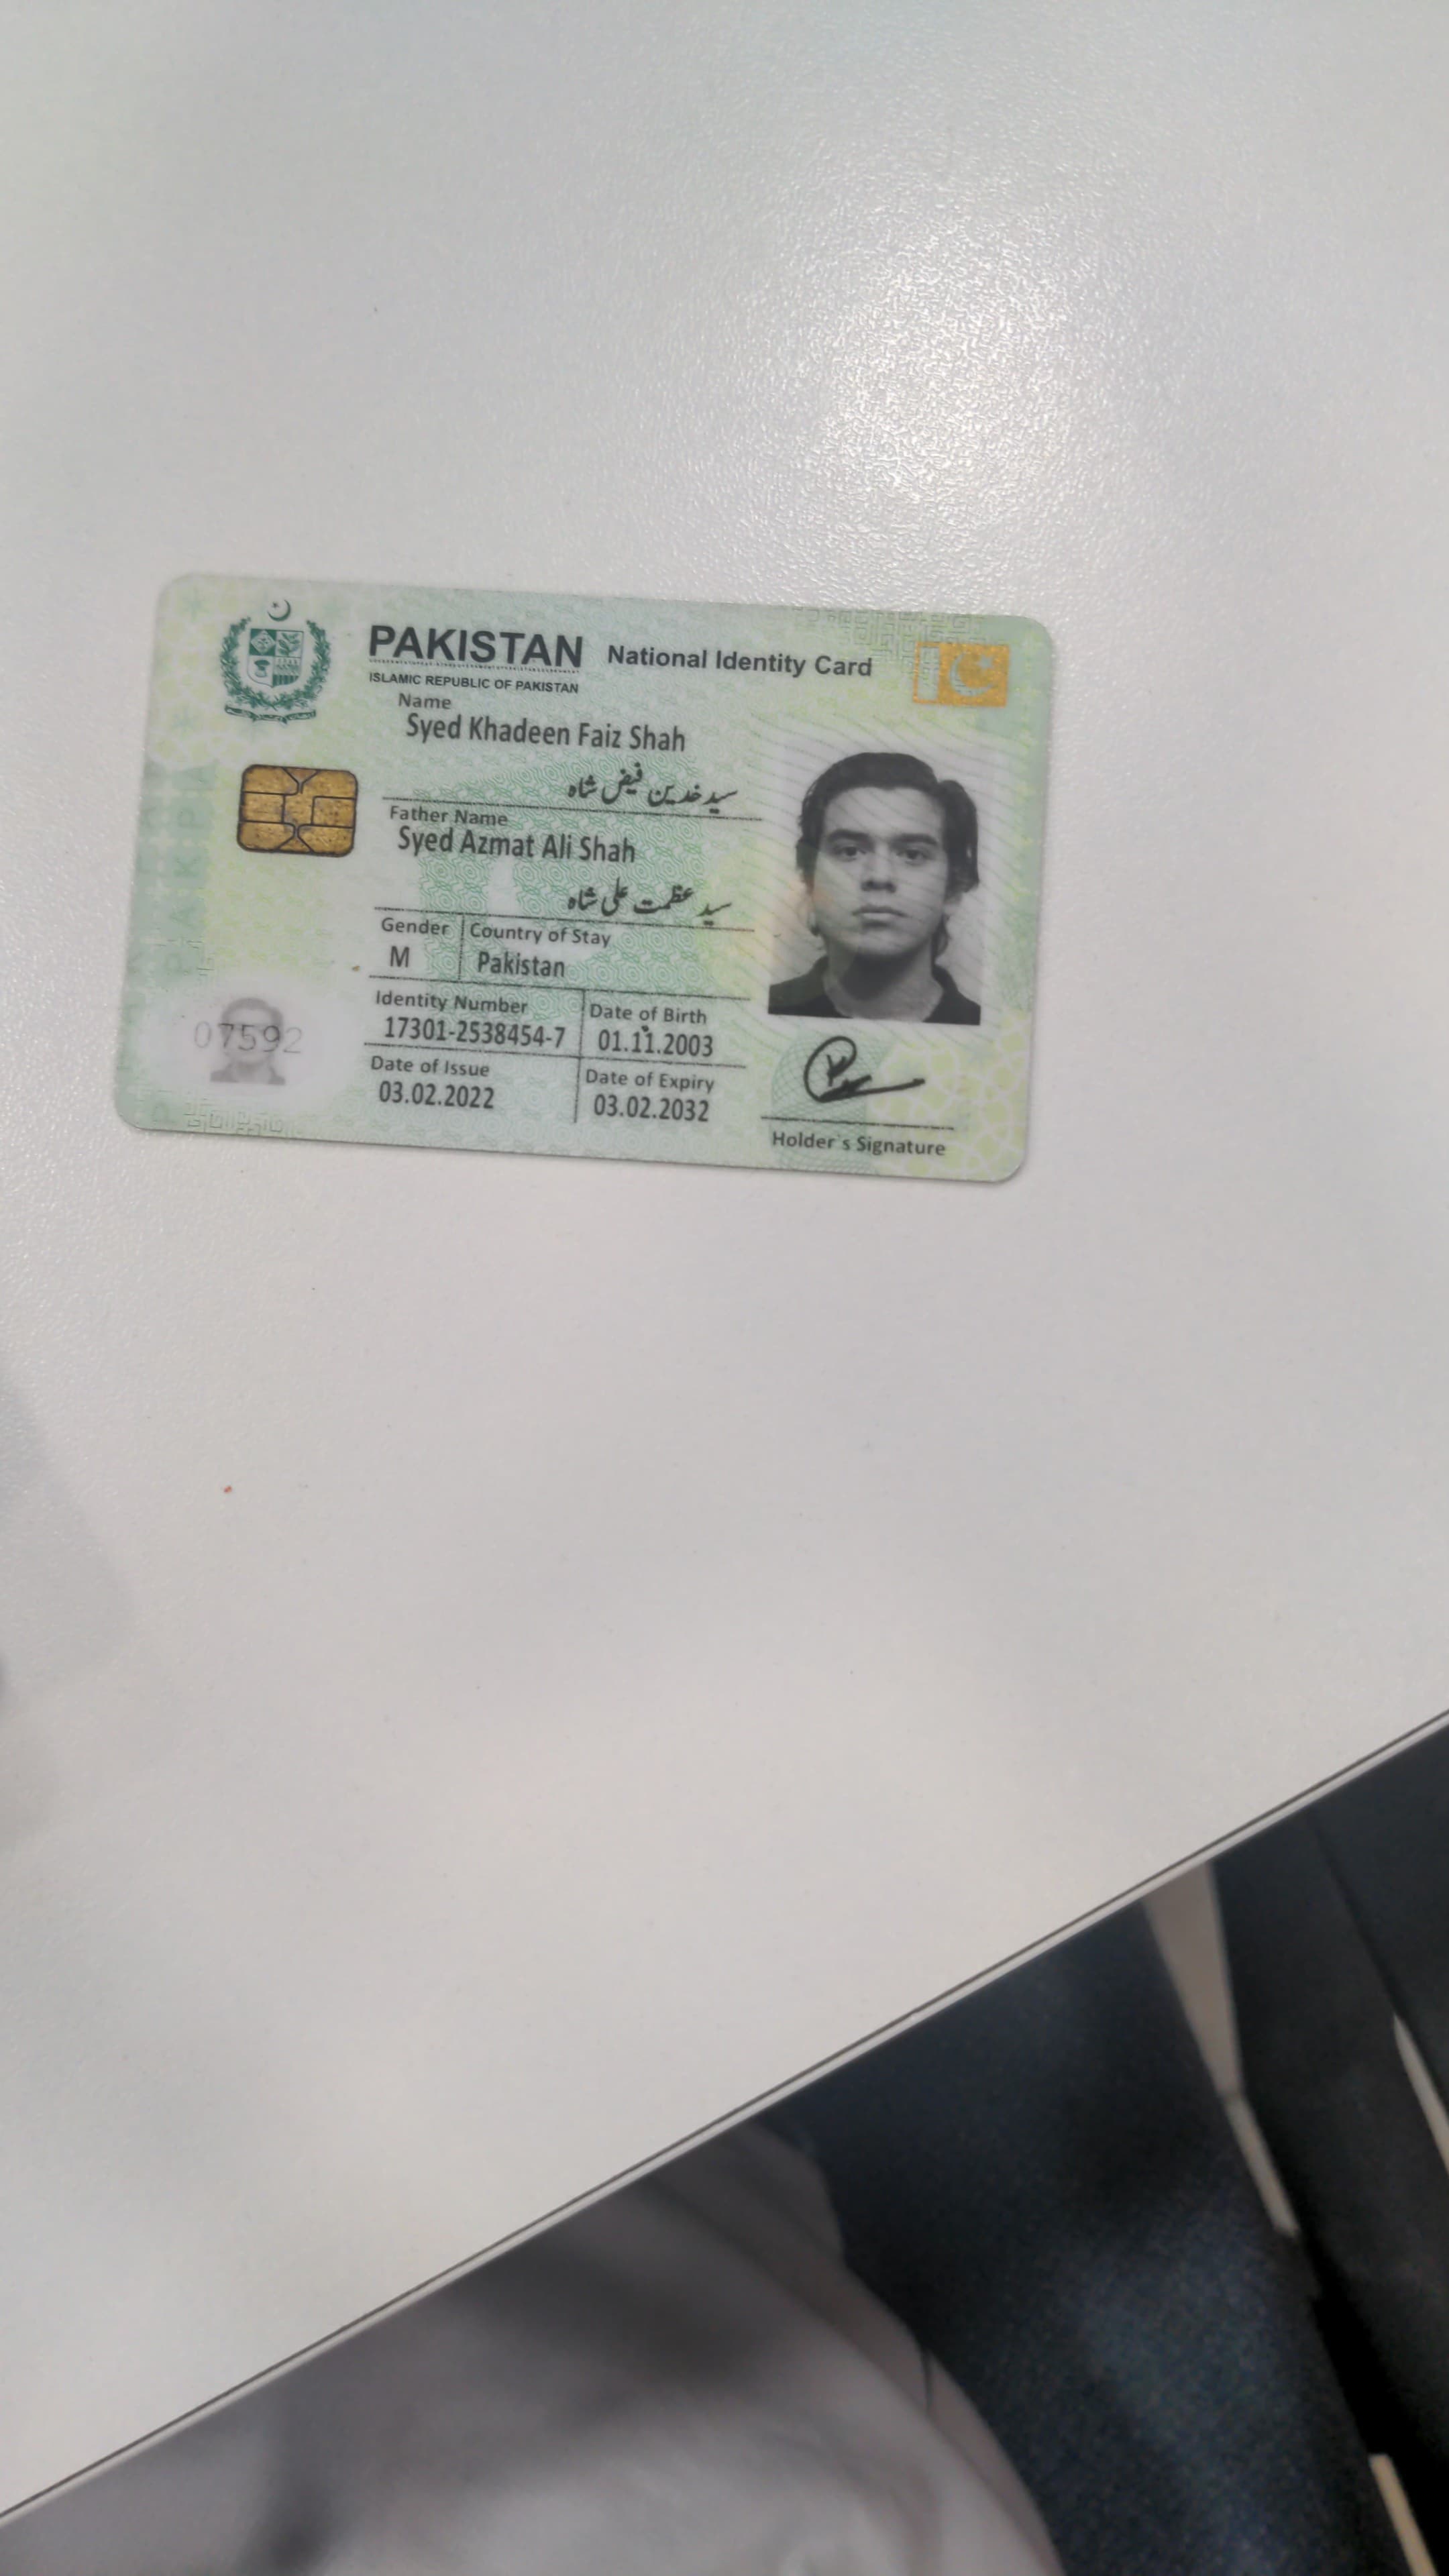 PAKISTAN National Identity Card
ISLAMIC REPUBLIC OF PAKISTAN
Name
Syed Khadeen Faiz Shah
سید خدین فیض شاہ
Father Name
Syed Azmat Ali Shah
سید عظمت علی شاہ
Gender Country of Stay
M Pakistan
Identity Number Date of Birth
17301-2538454-7 01.11.2003
Date of Issue Date of Expiry
03.02.2022 03.02.2032
07592
Holder`s Signature